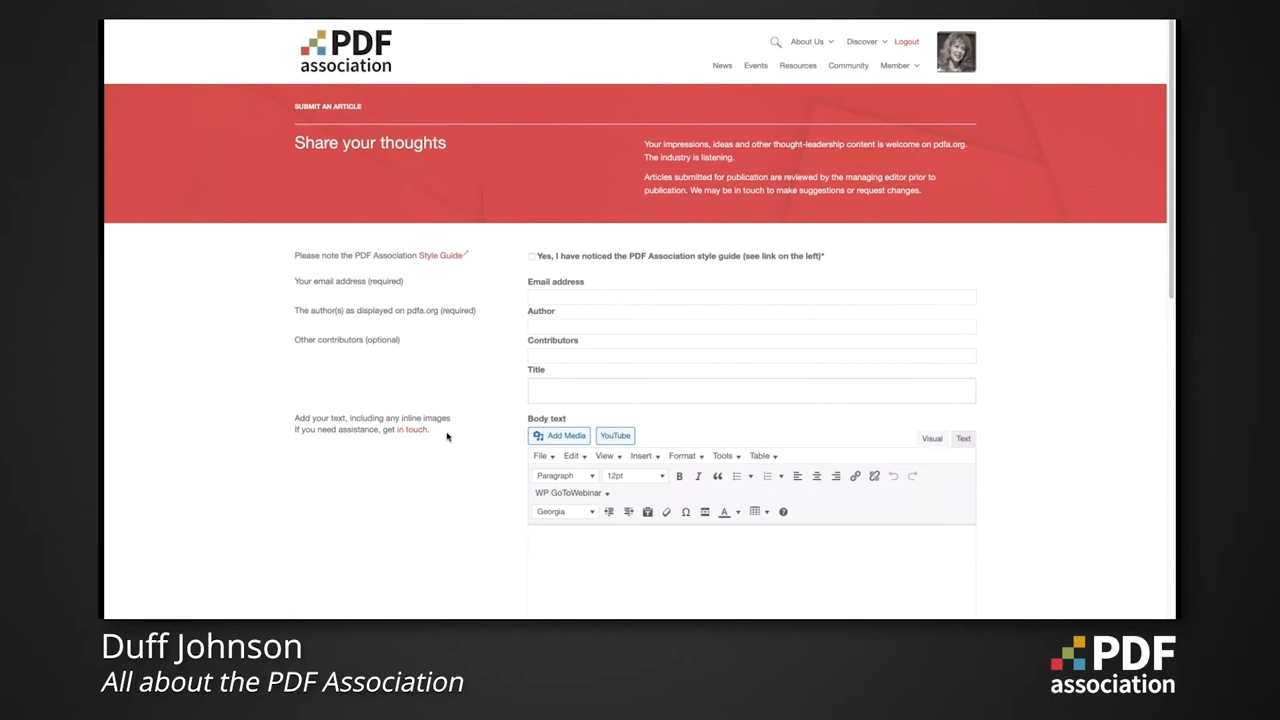 PDF
association
About Us
Discover
Logout
News
Events
Resources
Community
Member
SUBMIT AN ARTICLE
Share your thoughts
Your impressions, ideas and other thought-leadership content is welcome on pdfa.org.
The industry is listening.
Articles submitted for publication are reviewed by the managing editor prior to
publication. We may be in touch to make suggestions or request changes.
Please note the PDF Association Style Guide
Yes, I have noticed the PDF Association style guide (see link on the left)*
Your email address (required)
Email address
The author(s) as displayed on pdfa.org (required)
Author
Other contributors (optional)
Contributors
Title
Add your text, including any inline images
If you need assistance, get in touch.
Body text
Add Media
YouTube
Visual
Text
File
Edit
View
Insert
Format
Tools
Table
Paragraph
12pt
B
I
WP GoToWebinar
Georgia
Ω
A
Duff Johnson
All about the PDF Association
PDF
association